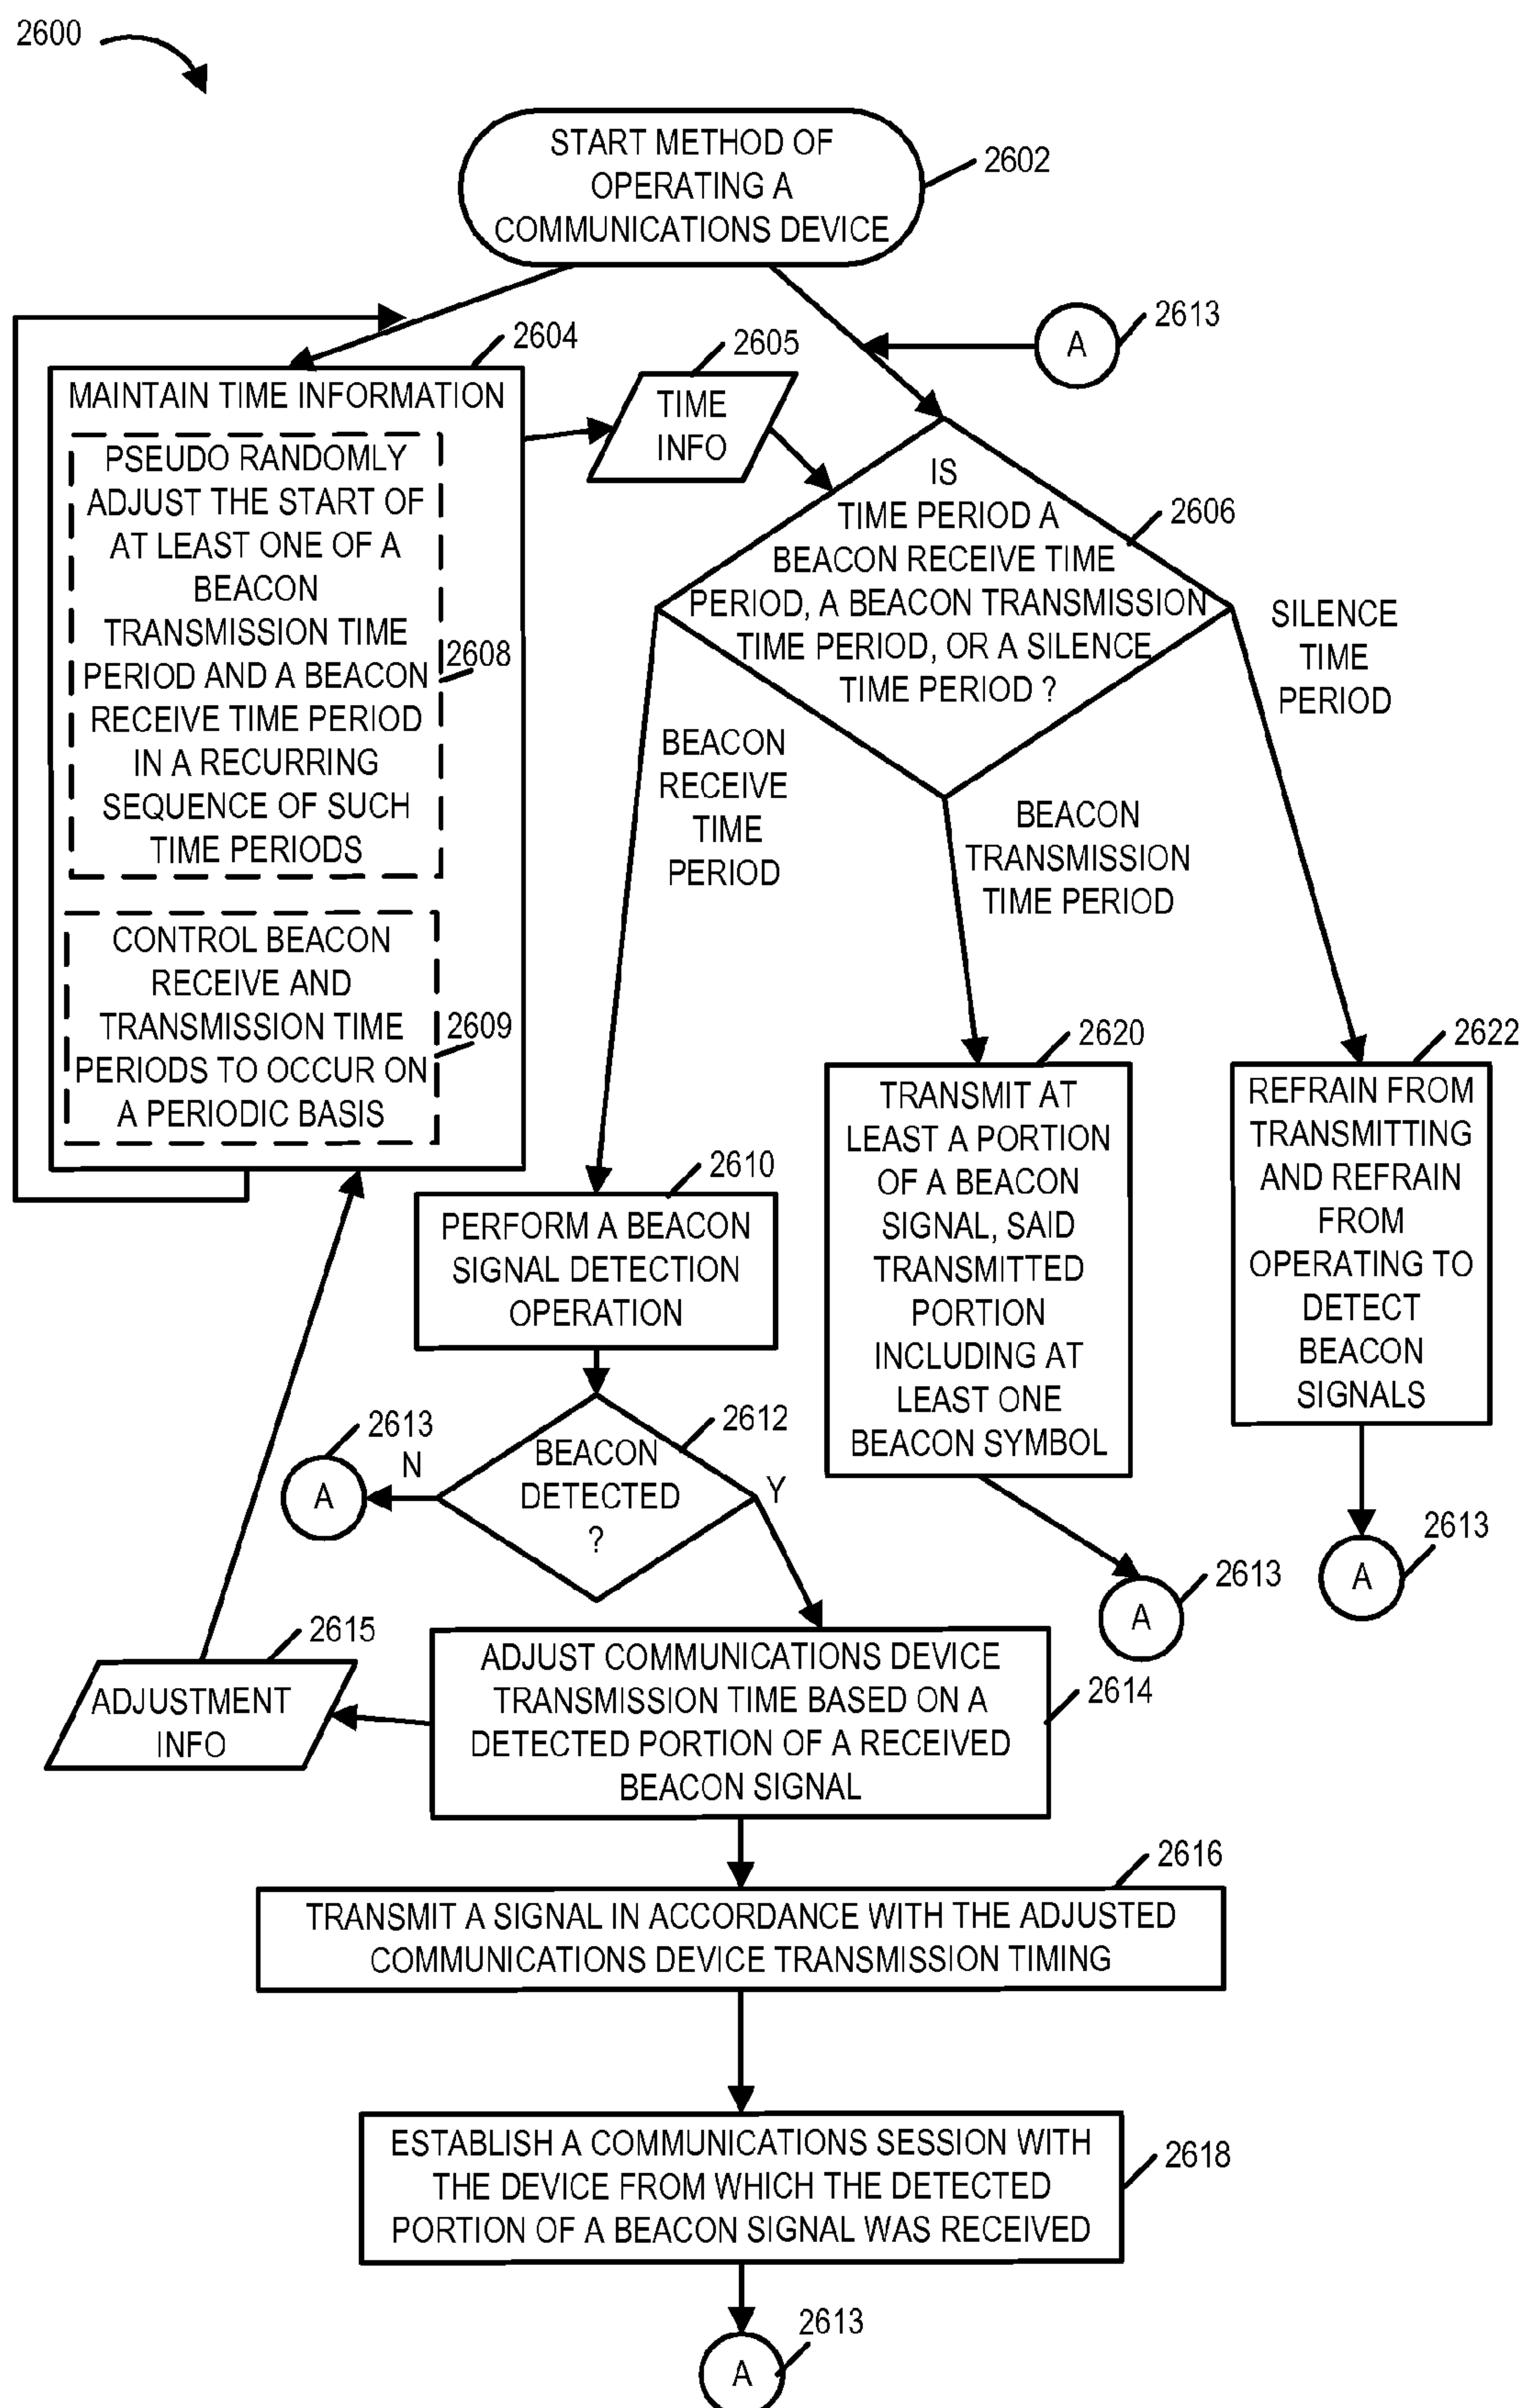 2600
START METHOD OF
OPERATING A
COMMUNICATIONS DEVICE
2602
A
2613
2604
MAINTAIN TIME INFORMATION
PSEUDO RANDOMLY
ADJUST THE START OF
AT LEAST ONE OF A
BEACON
TRANSMISSION TIME
PERIOD AND A BEACON
RECEIVE TIME PERIOD
IN A RECURRING
SEQUENCE OF SUCH
TIME PERIODS
2608
CONTROL BEACON
RECEIVE AND
TRANSMISSION TIME
PERIODS TO OCCUR ON
A PERIODIC BASIS
2609
2605
TIME
INFO
IS
TIME PERIOD A
BEACON RECEIVE TIME
PERIOD, A BEACON TRANSMISSION
TIME PERIOD, OR A SILENCE
TIME PERIOD ?
2606
BEACON
RECEIVE
TIME
PERIOD
BEACON
TRANSMISSION
TIME PERIOD
SILENCE
TIME
PERIOD
2610
PERFORM A BEACON
SIGNAL DETECTION
OPERATION
2620
TRANSMIT AT
LEAST A PORTION
OF A BEACON
SIGNAL, SAID
TRANSMITTED
PORTION
INCLUDING AT
LEAST ONE
BEACON SYMBOL
2622
REFRAIN FROM
TRANSMITTING
AND REFRAIN
FROM
OPERATING TO
DETECT
BEACON
SIGNALS
2612
BEACON
DETECTED
?
N
Y
2613
A
2613
A
2613
A
2615
ADJUSTMENT
INFO
ADJUST COMMUNICATIONS DEVICE
TRANSMISSION TIME BASED ON A
DETECTED PORTION OF A RECEIVED
BEACON SIGNAL
2614
2616
TRANSMIT A SIGNAL IN ACCORDANCE WITH THE ADJUSTED
COMMUNICATIONS DEVICE TRANSMISSION TIMING
ESTABLISH A COMMUNICATIONS SESSION WITH
THE DEVICE FROM WHICH THE DETECTED
PORTION OF A BEACON SIGNAL WAS RECEIVED
2618
2613
A